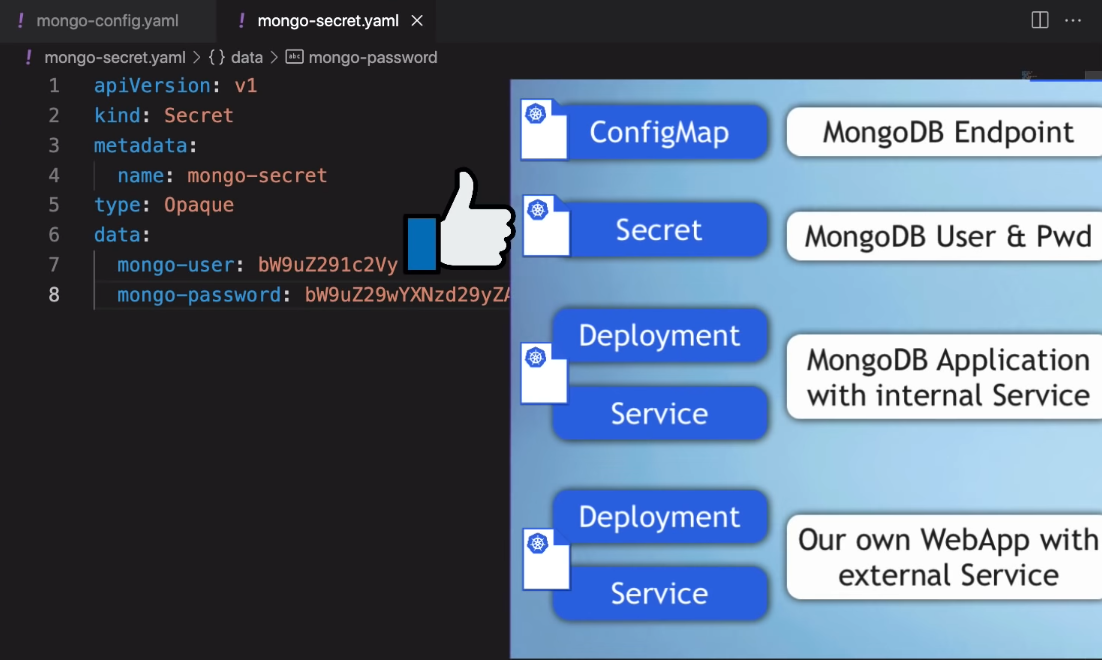 mongo-config.yaml
mongo-secret.yaml
mongo-secret.yaml > {} data > abc mongo-password
1 apiVersion: v1
2 kind: Secret
3 metadata:
4 name: mongo-secret
5 type: Opaque
6 data:
7 mongo-user: bW9uZ291c2Vy
8 mongo-password: bW9uZ29wYXNzd29yZA
ConfigMap
MongoDB Endpoint
Secret
MongoDB User & Pwd
Deployment
Service
MongoDB Application
with internal Service
Deployment
Service
Our own WebApp with
external Service